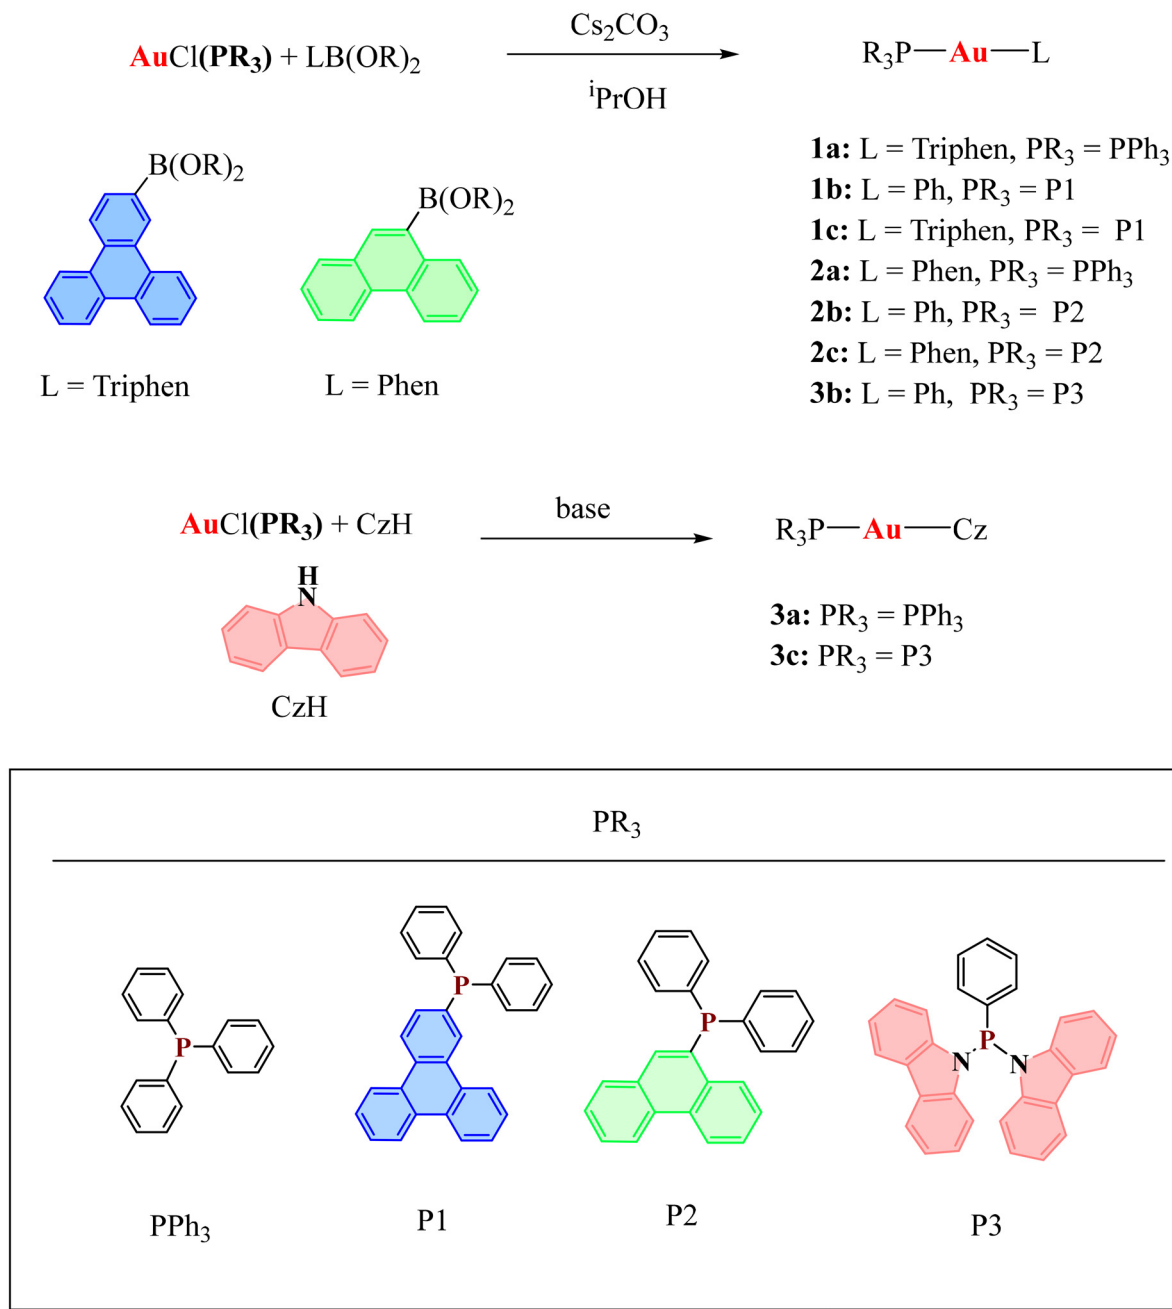 AuCl(PR₃) + LB(OR)₂
Cs₂CO₃
ⁱPrOH
R₃P—Au—L
B(OR)₂
B(OR)₂
L = Triphen
L = Phen
1a: L = Triphen, PR₃ = PPh₃
1b: L = Ph, PR₃ = P1
1c: L = Triphen, PR₃ = P1
2a: L = Phen, PR₃ = PPh₃
2b: L = Ph, PR₃ = P2
2c: L = Phen, PR₃ = P2
3b: L = Ph, PR₃ = P3
AuCl(PR₃) + CzH
base
R₃P—Au—Cz
H
N
CzH
3a: PR₃ = PPh₃
3c: PR₃ = P3
PR₃
P
P
P
P
N
N
PPh₃
P1
P2
P3